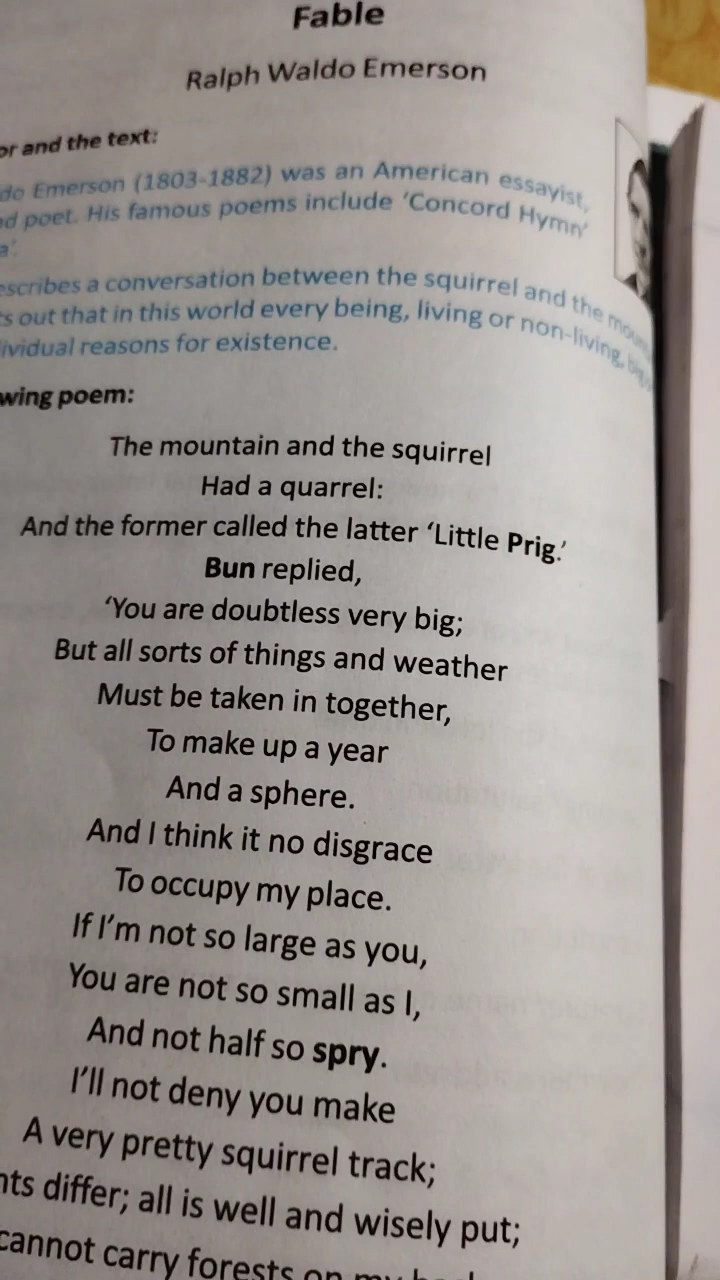 Fable
Ralph Waldo Emerson
or and the text:
do Emerson (1803-1882) was an American essayist,
nd poet. His famous poems include ‘Concord Hymn’
a’.
escribes a conversation between the squirrel and the
s out that in this world every being, living or non-living,
ividual reasons for existence.
wing poem:
The mountain and the squirrel
Had a quarrel:
And the former called the latter ‘Little Prig.’
Bun replied,
‘You are doubtless very big;
But all sorts of things and weather
Must be taken in together,
To make up a year
And a sphere.
And I think it no disgrace
To occupy my place.
If I’m not so large as you,
You are not so small as I,
And not half so spry.
I’ll not deny you make
A very pretty squirrel track;
nts differ; all is well and wisely put;
cannot carry forests on my